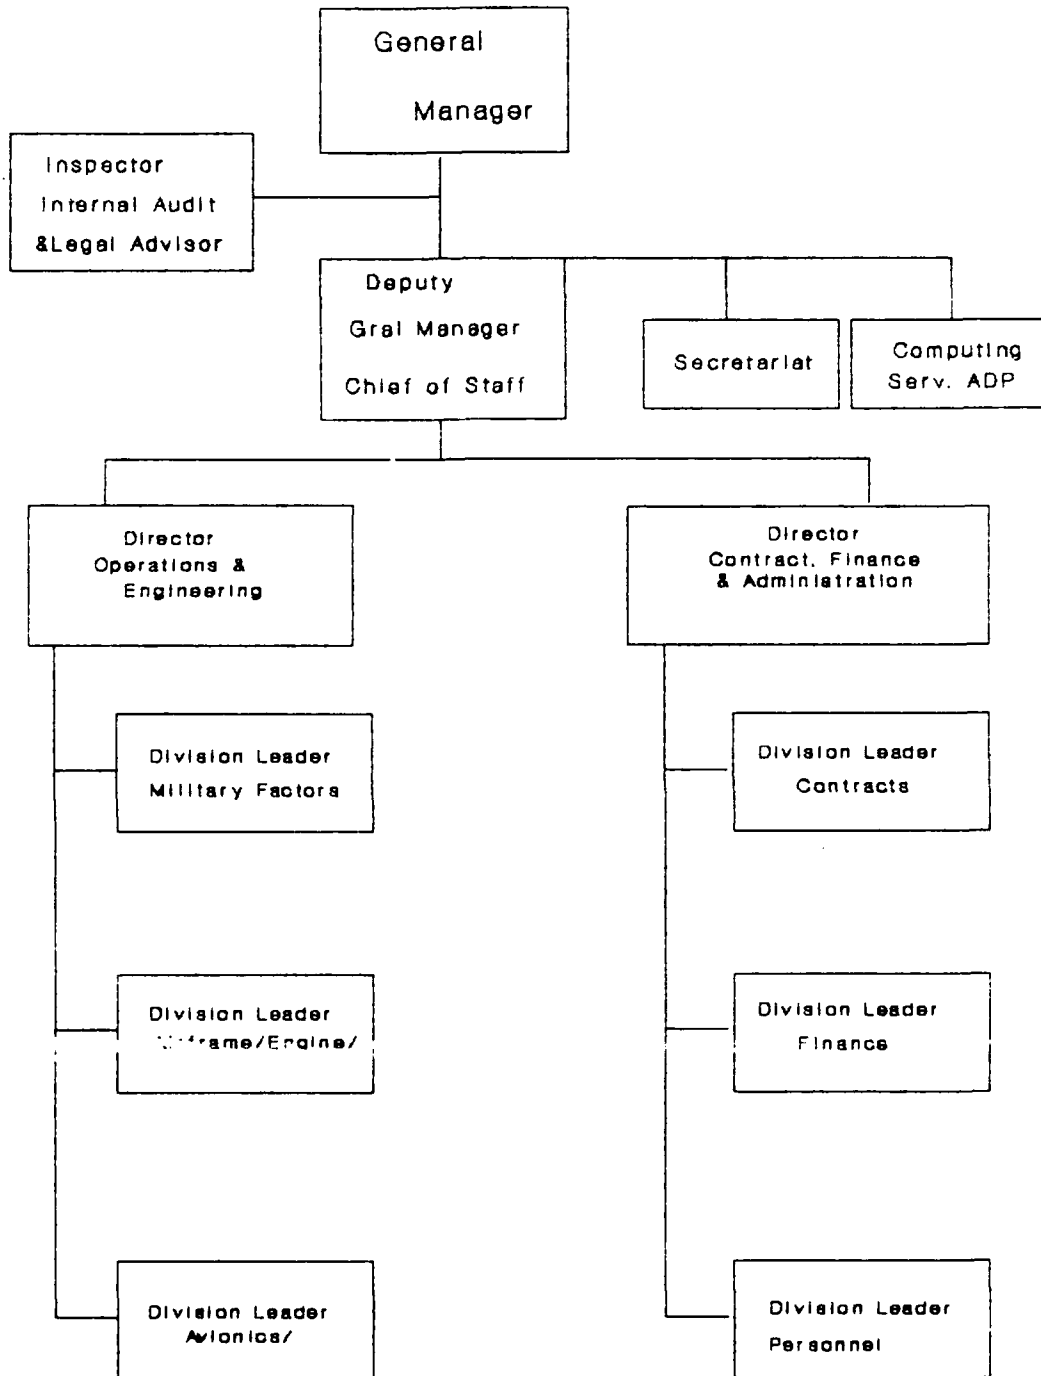 General
Manager
Inspector
Internal Audit
&Legal Advisor
Deputy
Gral Manager
Chief of Staff
Secretariat
Computing
Serv. ADP
Director
Operations &
Engineering
Director
Contract, Finance
& Administration
Division Leader
Military Factors
Division Leader
Contracts
Division Leader
Division Leader
Finance
Division Leader
Avionics/
Division Leader
Personnel